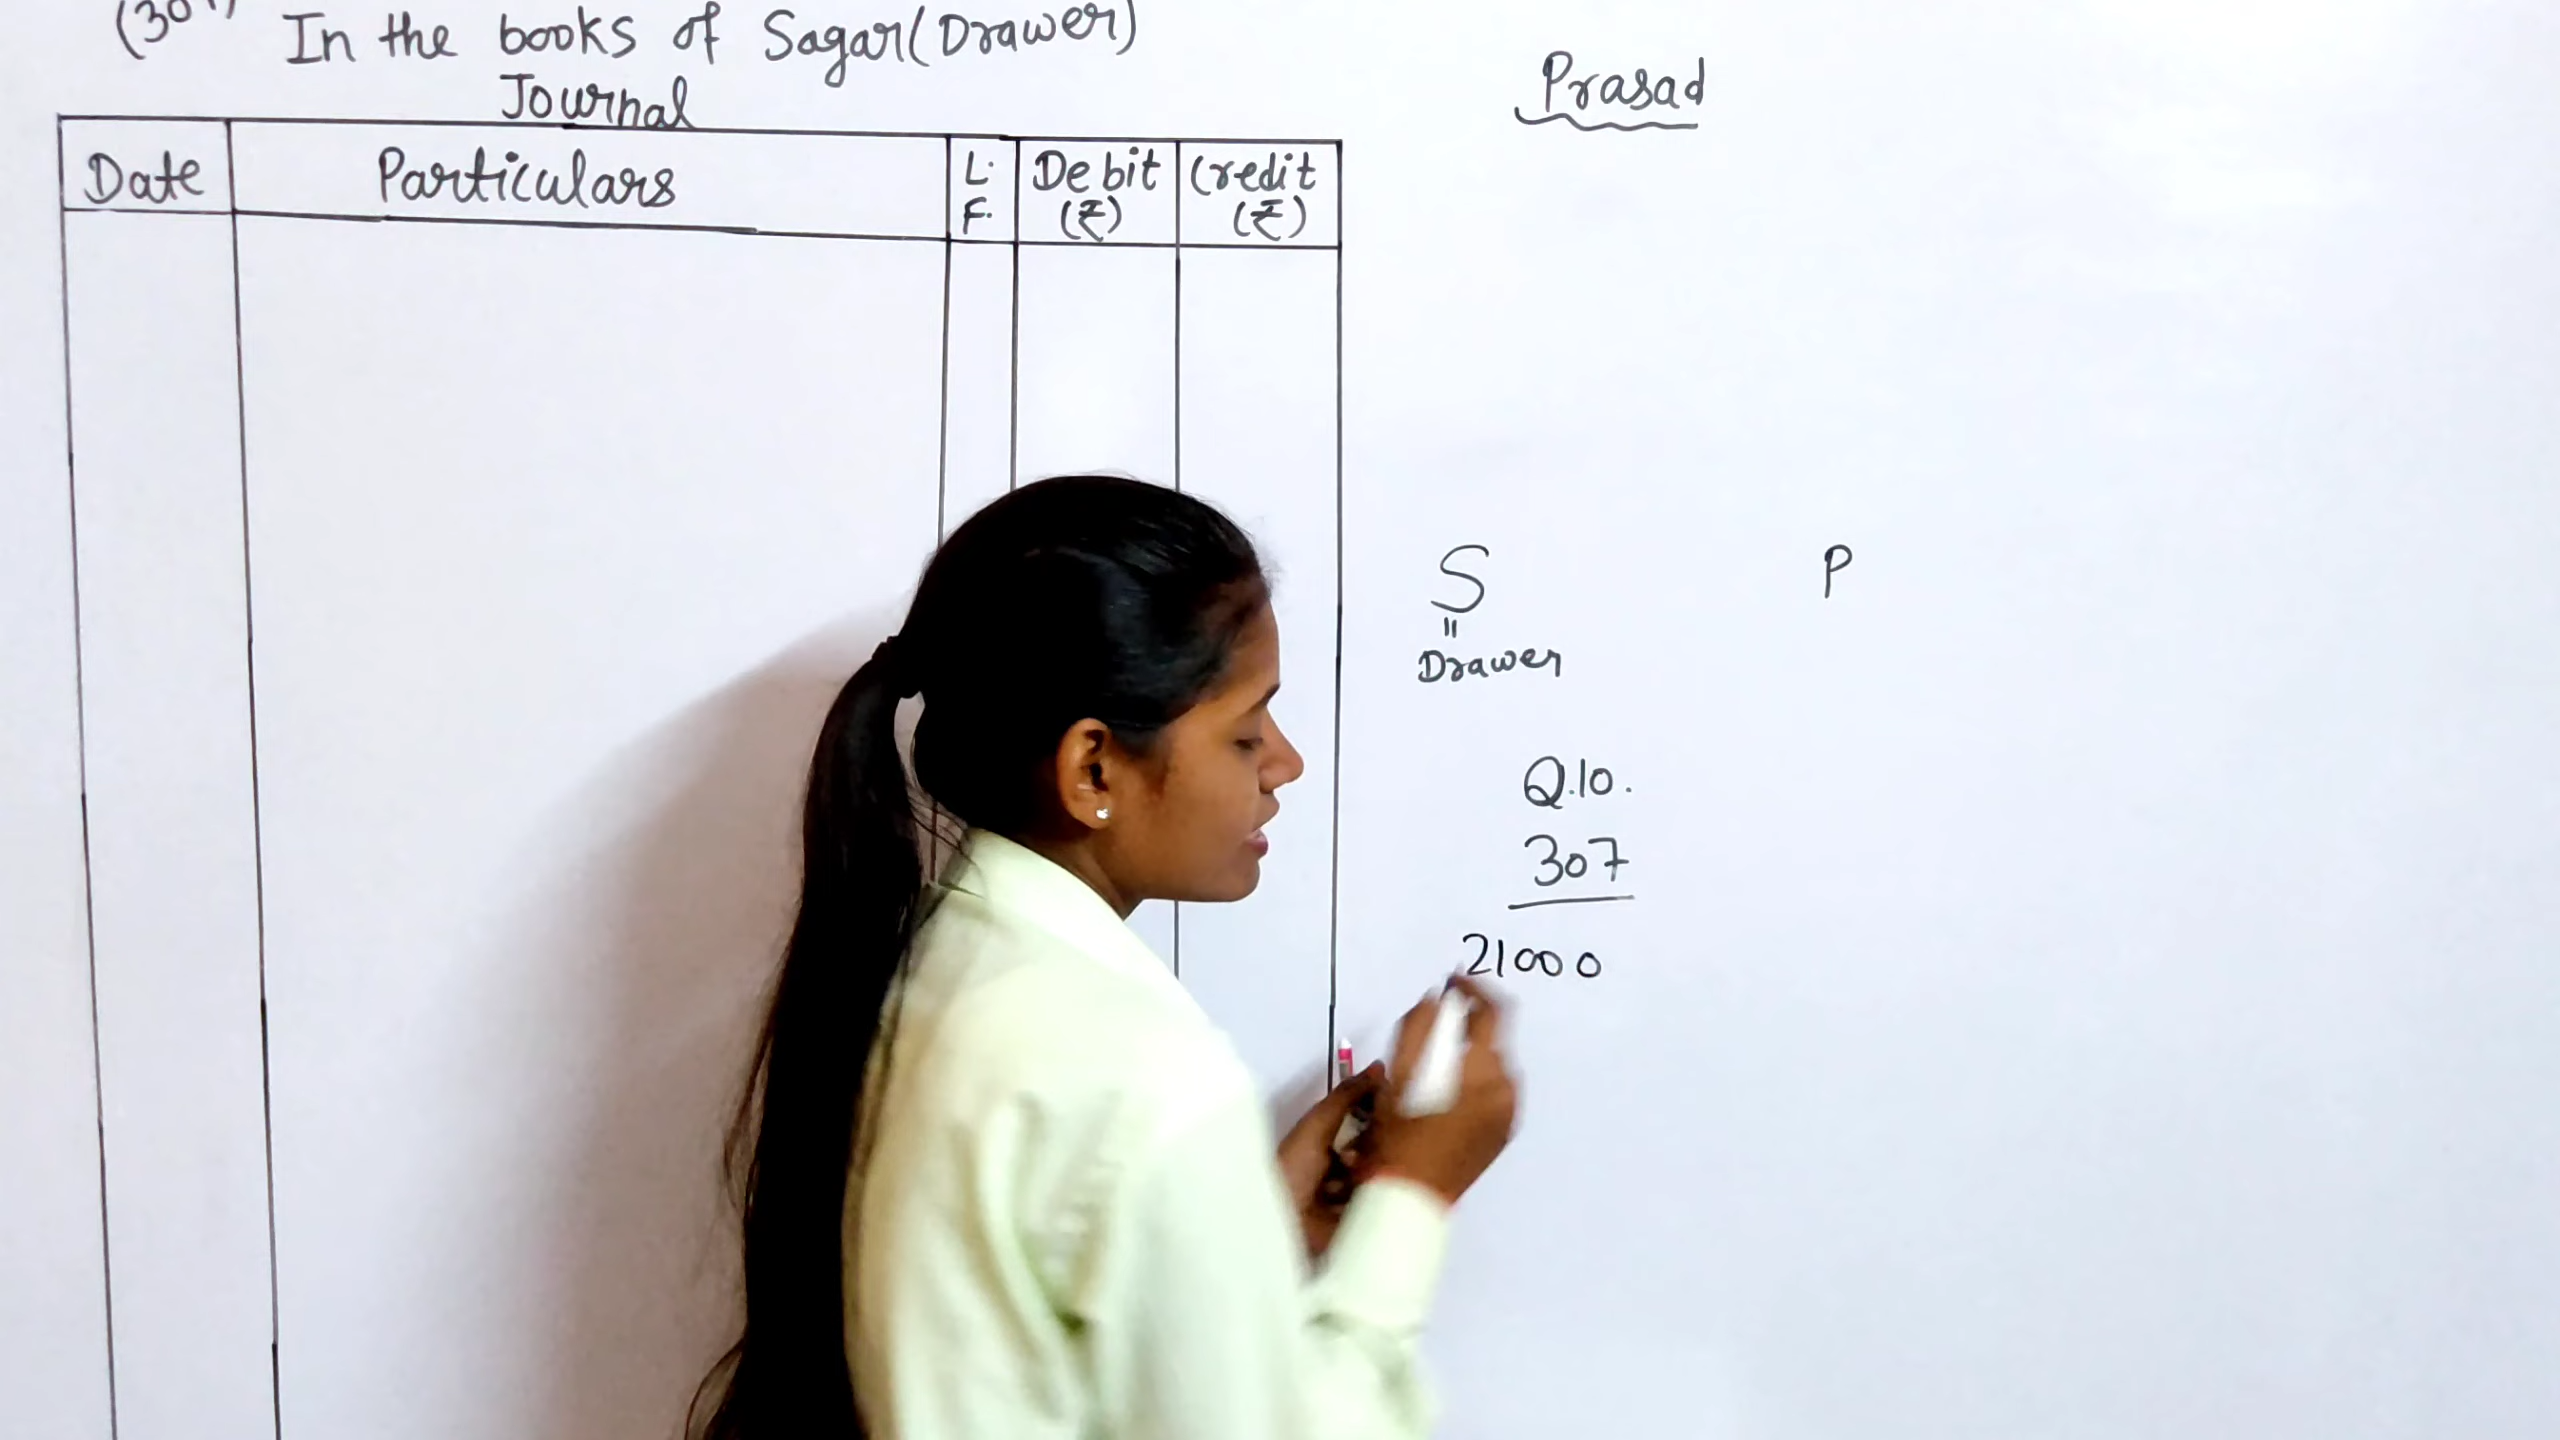 In the books of Sagar (Drawer)
Journal
Date Particulars L.F. Debit (₹) Credit (₹)
Prasad
S P
"
Drawer
Q.10.
307
21000